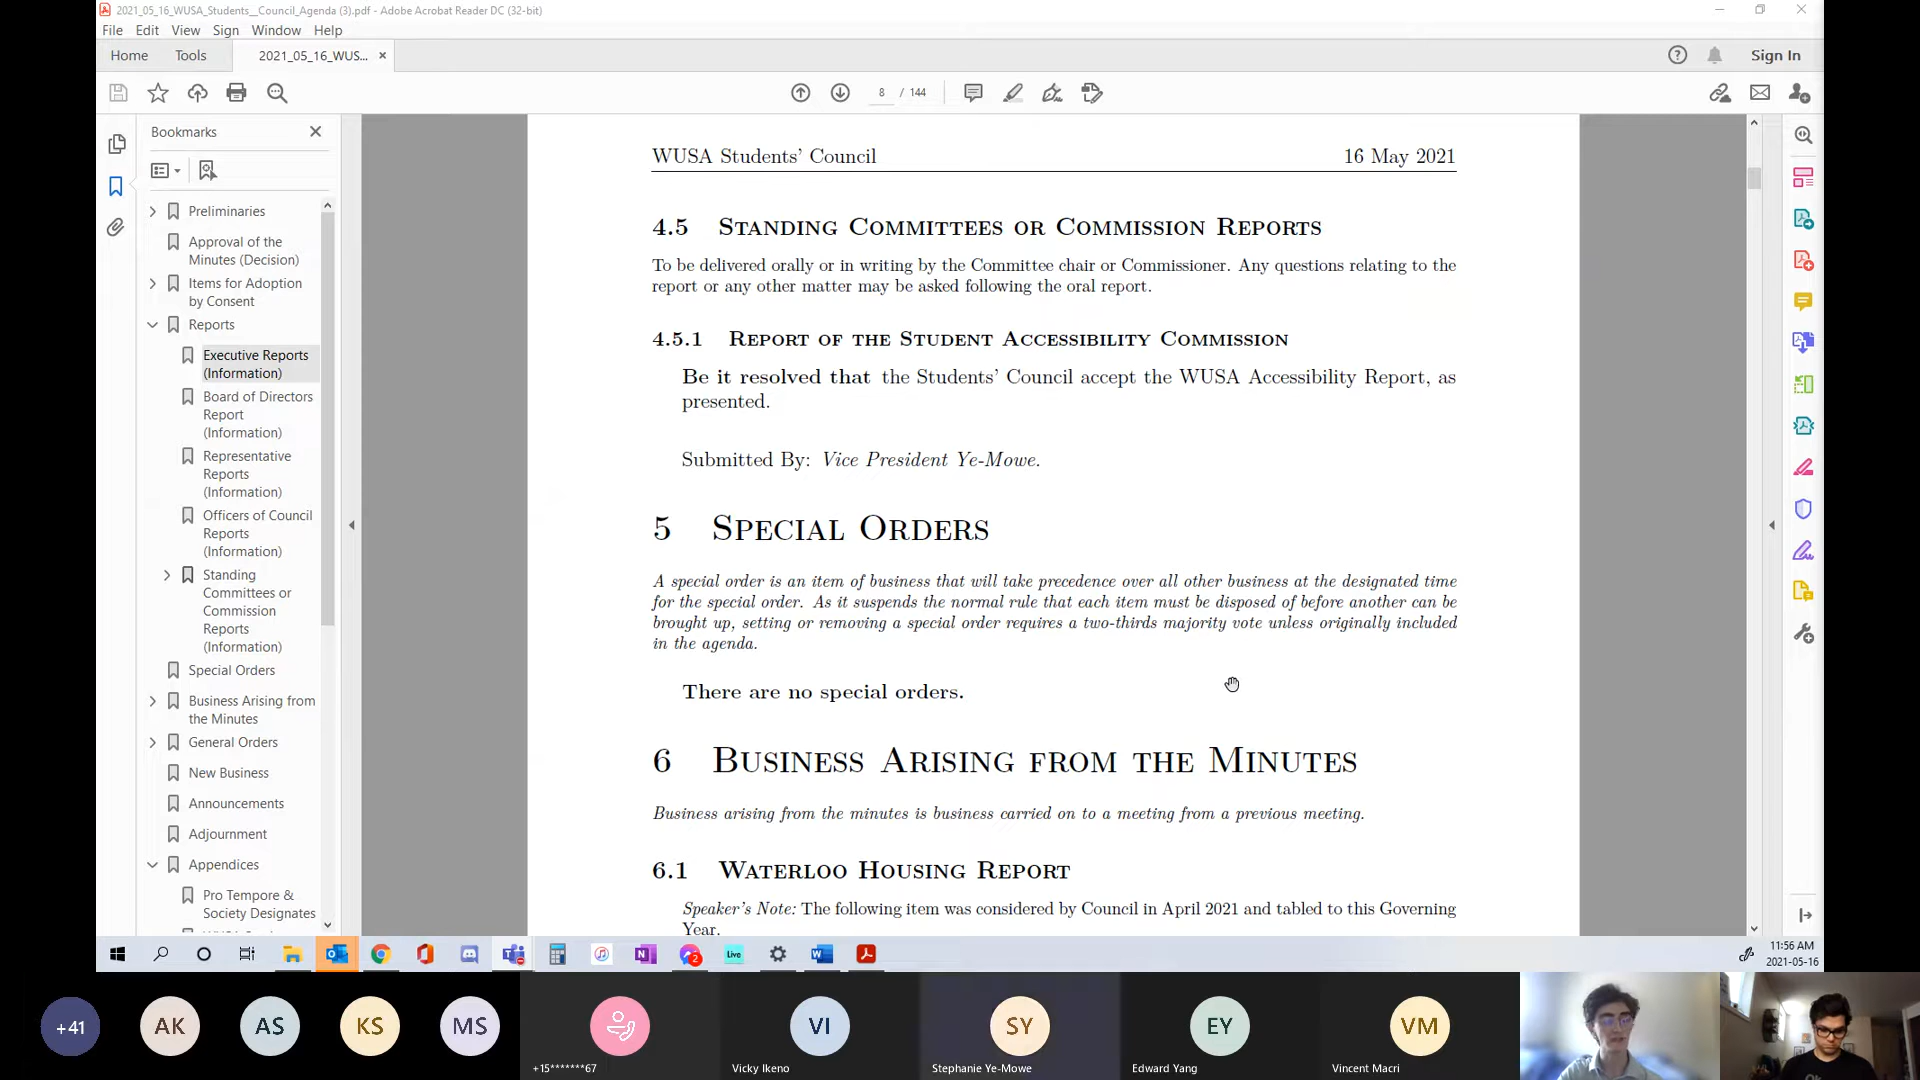 2021_05_16_WUSA_Students__Council_Agenda (3).pdf - Adobe Acrobat Reader DC (32-bit)
File Edit View Sign Window Help
Home Tools 2021_05_16_WUS... Sign In
8 / 144
Bookmarks
Preliminaries
Approval of the
Minutes (Decision)
Items for Adoption
by Consent
Reports
Executive Reports
(Information)
Board of Directors
Report
(Information)
Representative
Reports
(Information)
Officers of Council
Reports
(Information)
Standing
Committees or
Commission
Reports
(Information)
Special Orders
Business Arising from
the Minutes
General Orders
New Business
Announcements
Adjournment
Appendices
Pro Tempore &
Society Designates
WUSA Students' Council 16 May 2021
4.5 Standing Committees or Commission Reports
To be delivered orally or in writing by the Committee chair or Commissioner. Any questions relating to the
report or any other matter may be asked following the oral report.
4.5.1 Report of the Student Accessibility Commission
Be it resolved that the Students' Council accept the WUSA Accessibility Report, as
presented.
Submitted By: Vice President Ye-Mowe.
5 Special Orders
A special order is an item of business that will take precedence over all other business at the designated time
for the special order. As it suspends the normal rule that each item must be disposed of before another can be
brought up, setting or removing a special order requires a two-thirds majority vote unless originally included
in the agenda.
There are no special orders.
6 Business Arising from the Minutes
Business arising from the minutes is business carried on to a meeting from a previous meeting.
6.1 Waterloo Housing Report
Speaker's Note: The following item was considered by Council in April 2021 and tabled to this Governing
Year.
2
Live
11:56 AM
2021-05-16
+41 AK AS KS MS VI SY EY VM
+15*******67 Vicky Ikeno Stephanie Ye-Mowe Edward Yang Vincent Macri